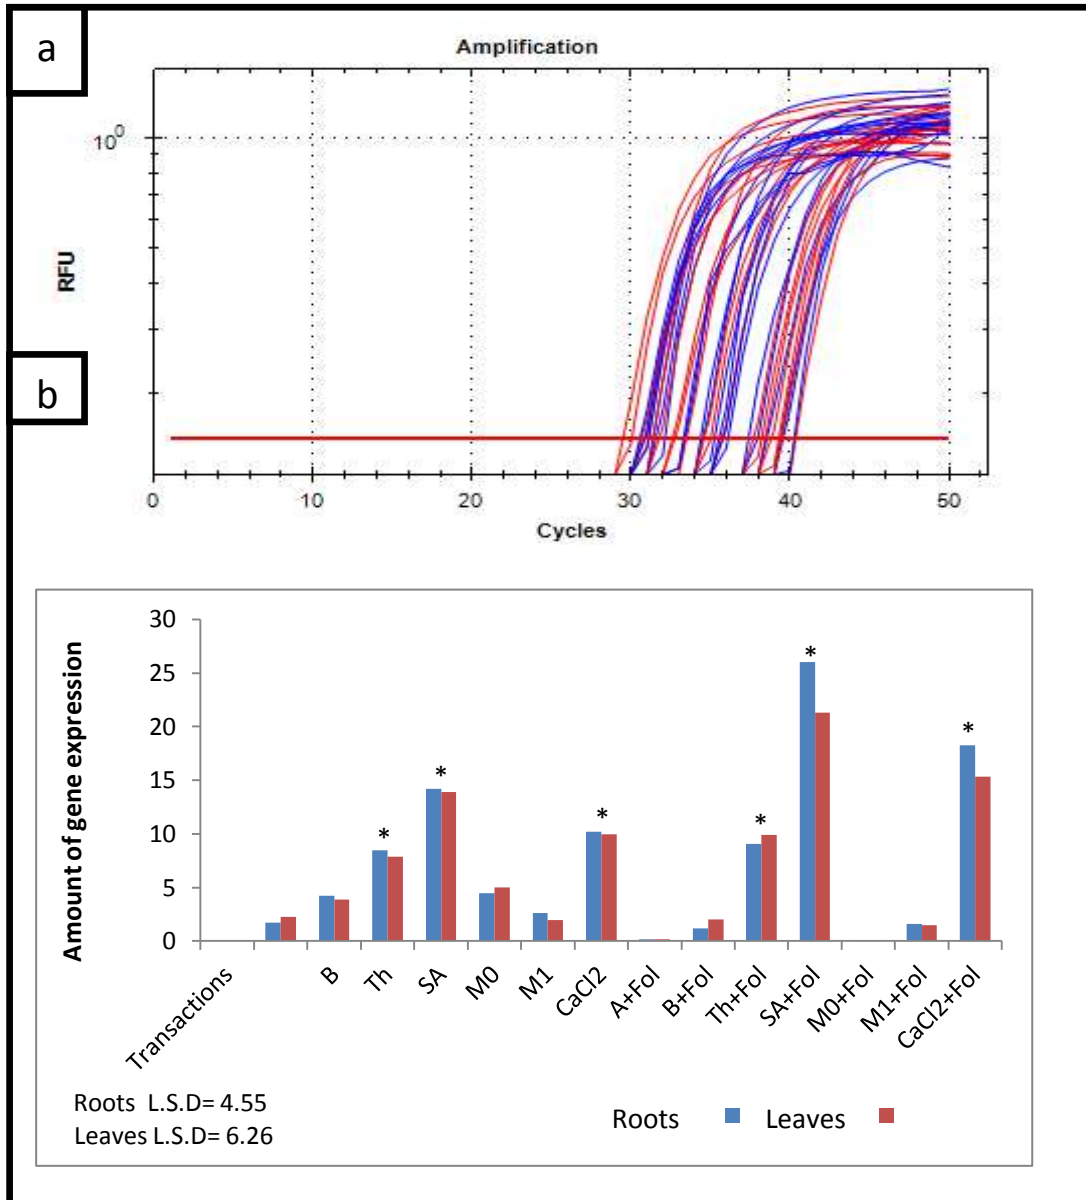 a
Amplification
10^0
RFU
b
0 10 20 30 40 50
Cycles
Amount of gene expression
30
25
20
15
10
5
0
* * * * * *
Transactions B Th SA M0 M1 CaCl2 A+Fol B+Fol Th+Fol SA+Fol M0+Fol M1+Fol CaCl2+Fol
Roots L.S.D= 4.55
Leaves L.S.D= 6.26
Roots Leaves